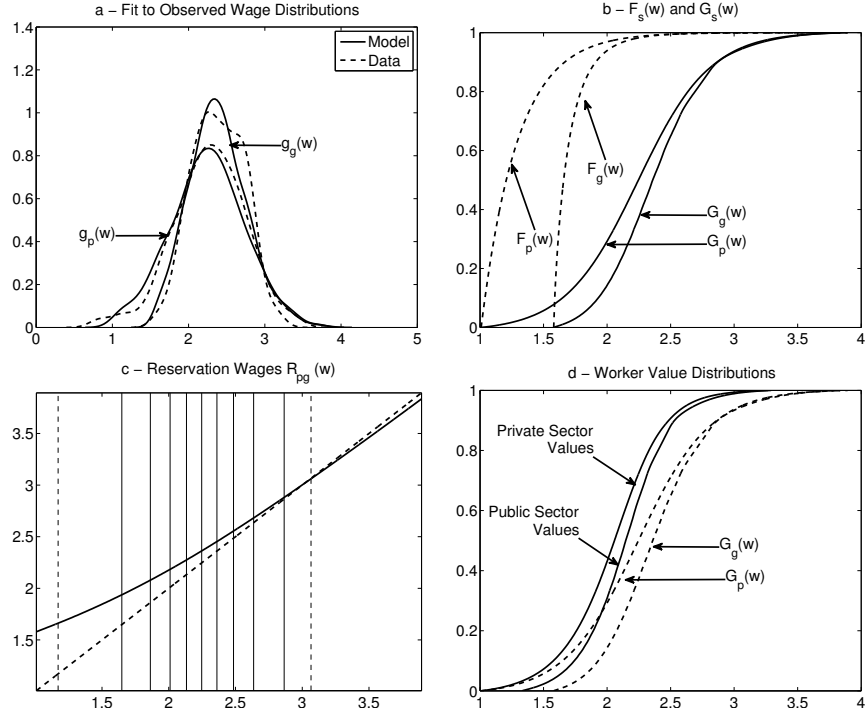 a – Fit to Observed Wage Distributions
1.4
1.2
1
0.8
0.6
0.4
0.2
0
0
1
2
3
4
5
Model
Data
g_g(w)
g_p(w)
b – F_s(w) and G_s(w)
1
0.8
0.6
0.4
0.2
0
1
1.5
2
2.5
3
3.5
4
F_g(w)
F_p(w)
G_g(w)
G_p(w)
c – Reservation Wages R_pg (w)
3.5
3.0
2.5
2.0
1.5
1.5
2
2.5
3
3.5
d – Worker Value Distributions
1
0.8
0.6
0.4
0.2
0
1
1.5
2
2.5
3
3.5
4
Private Sector
Values
Public Sector
Values
G_g(w)
G_p(w)